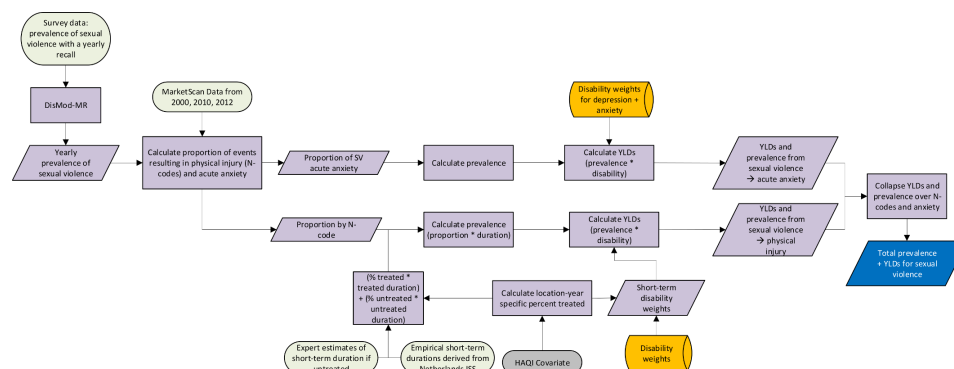 Survey data:
prevalence of sexual
violence with a yearly
recall
DisMod-MR
Yearly
prevalence of
sexual violence
MarketScan Data from
2000, 2010, 2012
Calculate proportion of events
resulting in physical injury (N-
codes) and acute anxiety
Proportion of SV
acute anxiety
Calculate prevalence
Disability weights
for depression +
anxiety
Calculate YLDs
(prevalence *
disability)
YLDs and
prevalence from
sexual violence
→ acute anxiety
Collapse YLDs and
prevalence over N-
codes and anxiety
Total prevalence
+ YLDs for sexual
violence
Proportion by N-
code
Calculate prevalence
(proportion * duration)
Calculate YLDs
(prevalence *
disability)
YLDs and
prevalence from
sexual violence
→ physical
injury
(% treated *
treated duration)
+ (% untreated *
untreated
duration)
Calculate location-year
specific percent treated
Short-term
disability
weights
Expert estimates of
short-term duration if
untreated
Empirical short-term
durations derived from
Netherlands
HAQI Covariate
Disability
weights